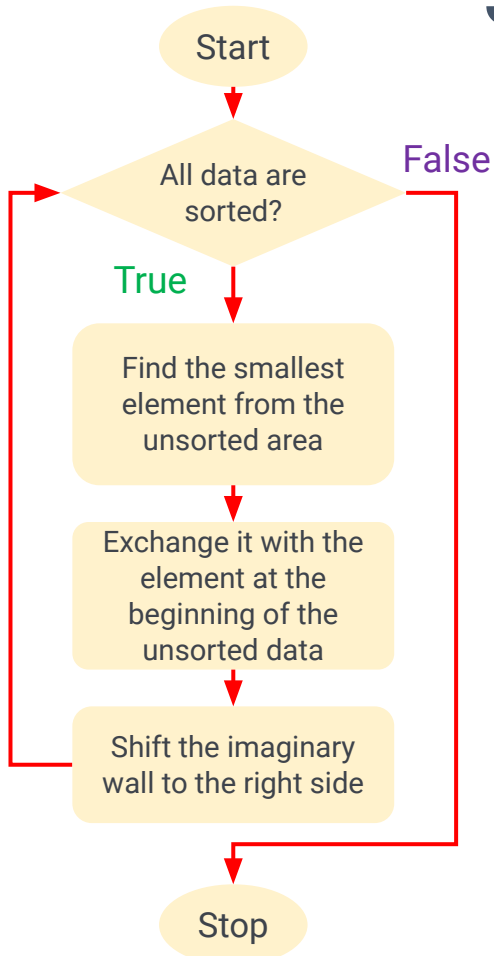 Start
All data are
sorted?
False
True
Find the smallest
element from the
unsorted area
Exchange it with the
element at the
beginning of the
unsorted data
Shift the imaginary
wall to the right side
Stop